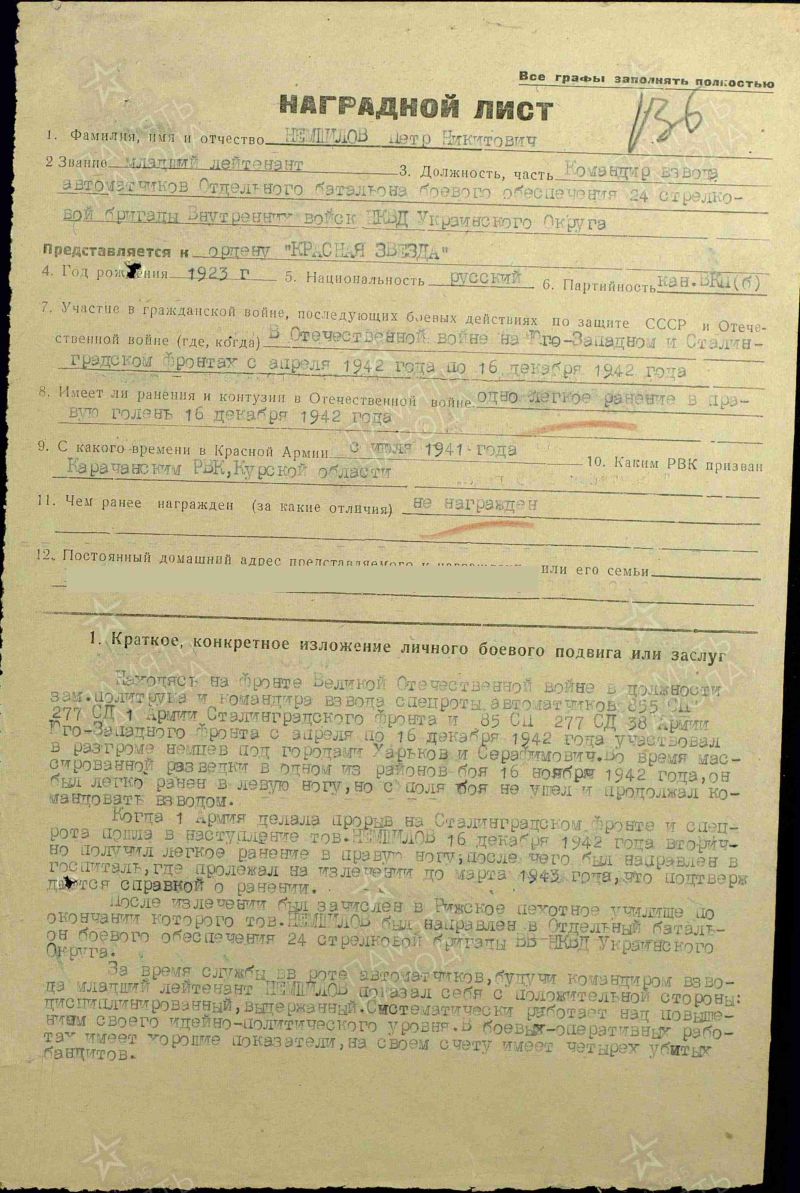 Все графы заполнять полностью
НАГРАДНОЙ ЛИСТ
136
1. Фамилия, имя и отчество НЕМШИЛОВ Петр Никитович
2 Звание младший лейтенант 3. Должность, часть Командир взвода
автоматчиков Отдельного батальона боевого обеспечения 24 стрелко-
вой бригады Внутренних войск НКВД Украинского Округа
Представляется к ордену "КРАСНАЯ ЗВЕЗДА"
4. Год рождения 1923 г 5. Национальность русский 6. Партийность кан.ВКП(б)
7. Участие в гражданской войне, последующих боевых действиях по защите СССР и Отече-
ственной войне (где, когда) В Отечественной войне на Юго-Западном и Сталин-
градском Фронтах с апреля 1942 года по 16 декабря 1942 года
8. Имеет ли ранения и контузии в Отечественной войне одно легкое ранение в пра-
вую голень 16 декабря 1942 года
9. С какого времени в Красной Армии с июля 1941 года
10. Каким РВК призван
Карачанским РВК,Курской области
11. Чем ранее награжден (за какие отличия) не награжден
12. Постоянный домашний адрес представляемого к или его семьи
1. Краткое, конкретное изложение личного боевого подвига или заслуг
Находясь на Фронте Великой Отечественной войне в должности
зам.политрука и командира взвода спецроты автоматчиков 855 СП
277 СД 1 Армии Сталинградского Фронта и 85 СП 277 СД 38 Армии
Юго-Западного Фронта с апреля по 16 декабря 1942 года участвовал
в разгроме немцев под городами Харьков и Серафимович.Во время мас-
сированной разведки в одном из районов боя 16 ноября 1942 года,он
был легко ранен в левую ногу,но с поля боя не ушел и продолжал ко-
мандовать взводом.
Когда 1 Армия делала прорыв на Сталинградском Фронте и спец-
рота пошла в наступление тов.НЕМШИЛОВ 16 декабря 1942 года вторич-
но получил легкое ранение в правую ногу,после чего был направлен в
госпиталь,где пролежал на излечении до марта 1943 года,что подтверж
дается справкой о ранении.
После излечении был зачислен в Рижское пехотное училище по
окончании которого тов.НЕМШИЛОВ был направлен в Отдельный баталь-
он боевого обеспечения 24 стрелковой бригады ВВ НКВД Украинского
Округа.
За время службы вв роте автоматчиков,будучи командиром взво-
да младший лейтенант НЕМШИЛОВ показал себя с положительной стороны:
дисциплинированный,выдержанный.Систематически работает над повыше-
нием своего идейно-политического уровня.В боевых-оперативных рабо-
тах имеет хорошие показатели,на своем счету имеет четырех убитых
бандитов.